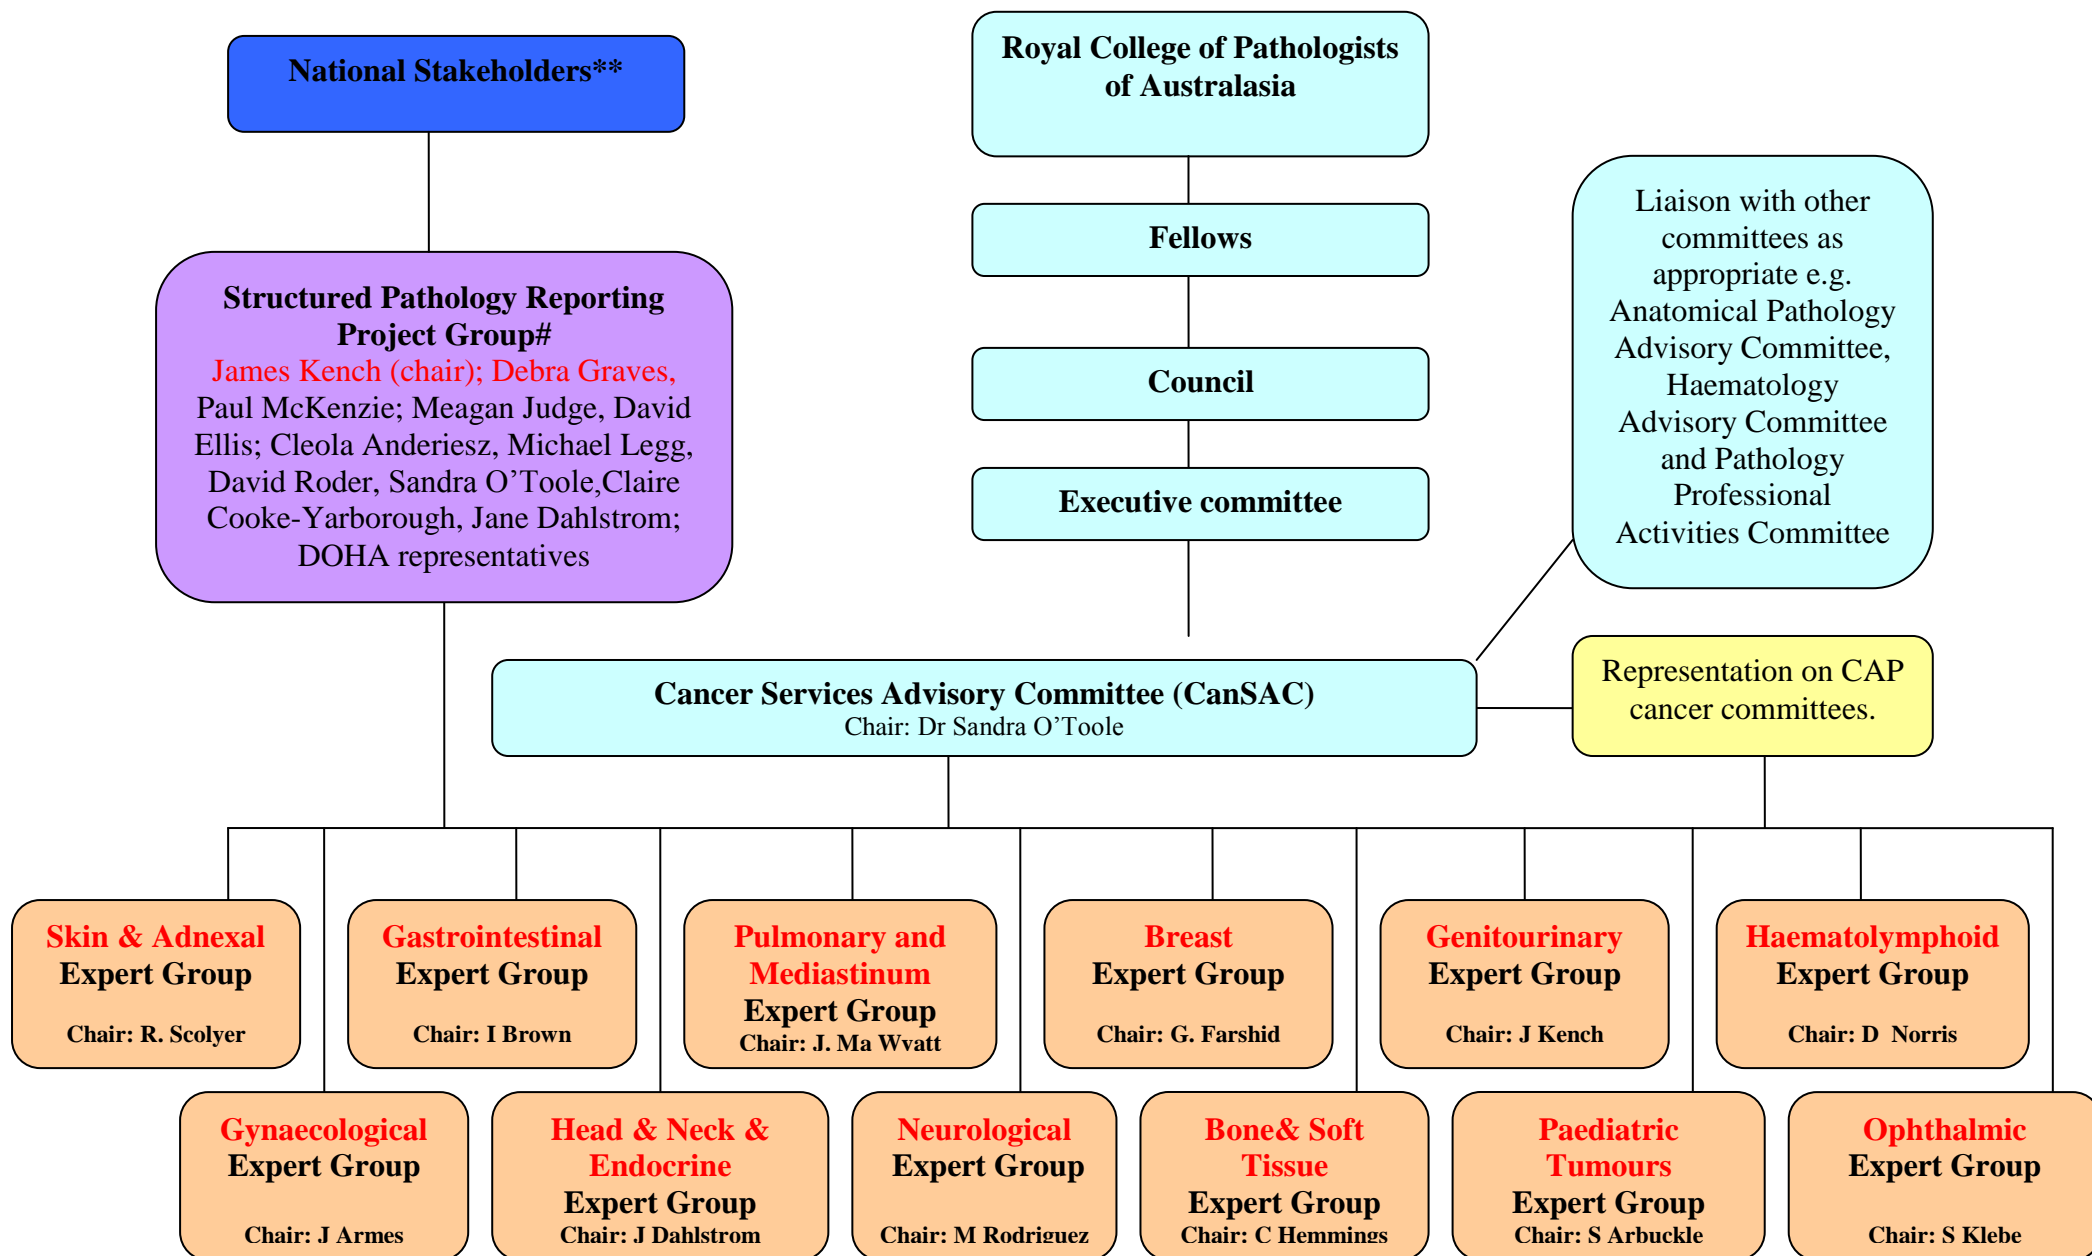 National Stakeholders**
Royal College of Pathologists
of Australasia
Fellows
Council
Executive committee
Liaison with other
committees as
appropriate e.g.
Anatomical Pathology
Advisory Committee,
Haematology
Advisory Committee
and Pathology
Professional
Activities Committee
Structured Pathology Reporting
Project Group#
James Kench (chair); Debra Graves,
Paul McKenzie; Meagan Judge, David
Ellis; Cleola Anderiesz, Michael Legg,
David Roder, Sandra O’Toole,Claire
Cooke-Yarborough, Jane Dahlstrom;
DOHA representatives
Cancer Services Advisory Committee (CanSAC)
Chair: Dr Sandra O’Toole
Representation on CAP
cancer committees.
Skin & Adnexal
Expert Group
Chair: R. Scolyer
Gastrointestinal
Expert Group
Chair: I Brown
Pulmonary and
Mediastinum
Expert Group
Chair: J. Ma Wyatt
Breast
Expert Group
Chair: G. Farshid
Genitourinary
Expert Group
Chair: J Kench
Haematolymphoid
Expert Group
Chair: D  Norris
Gynaecological
Expert Group
Chair: J Armes
Head & Neck &
Endocrine
Expert Group
Chair: J Dahlstrom
Neurological
Expert Group
Chair: M Rodriguez
Bone& Soft
Tissue
Expert Group
Chair: C Hemmings
Paediatric
Tumours
Expert Group
Chair: S Arbuckle
Ophthalmic
Expert Group
Chair: S Klebe